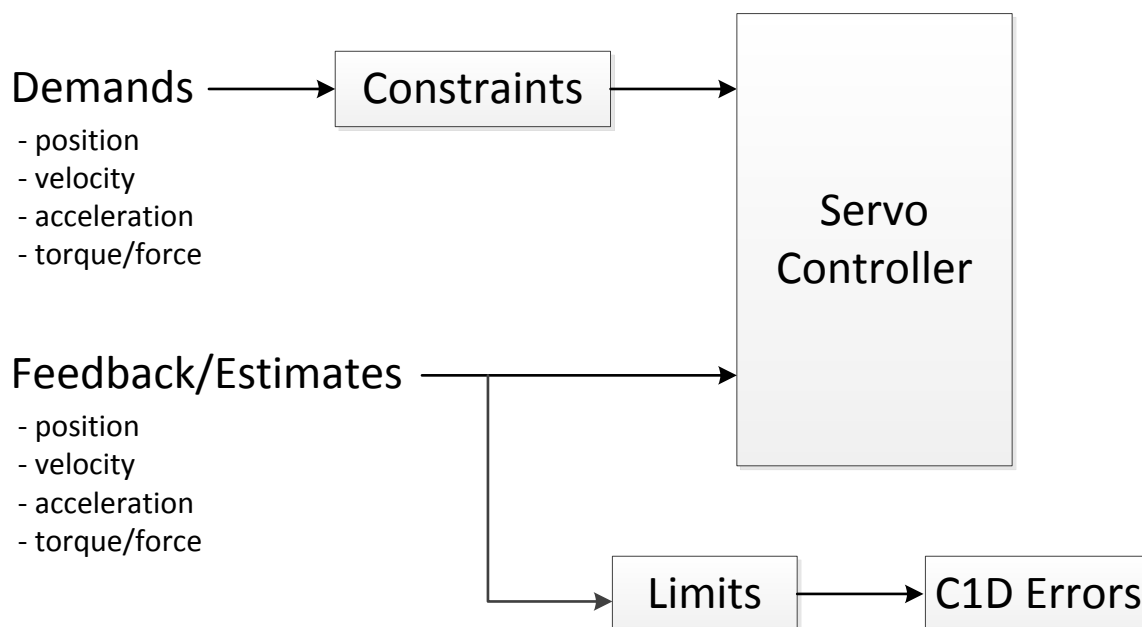 Demands
- position
- velocity
- acceleration
- torque/force
Constraints
Servo
Controller
Feedback/Estimates
- position
- velocity
- acceleration
- torque/force
Limits
C1D Errors